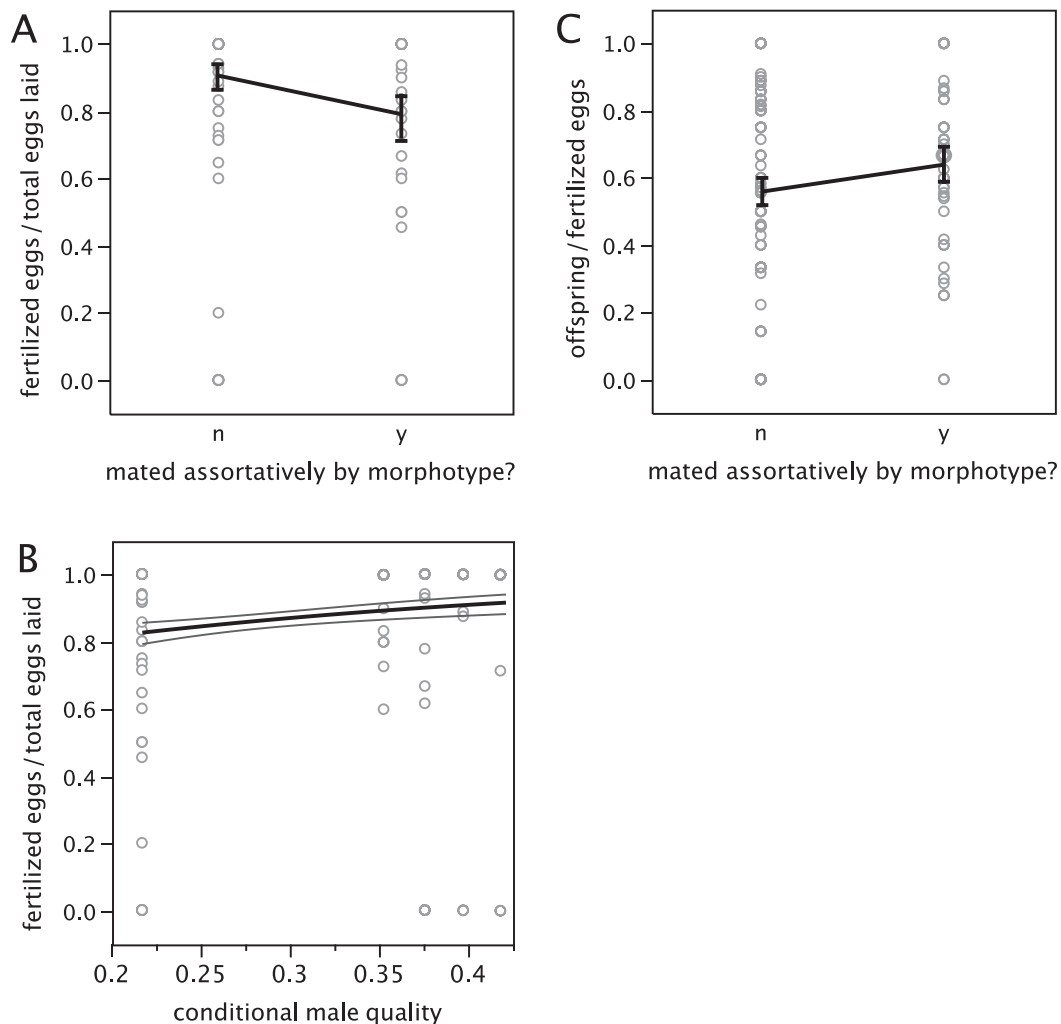 A
fertilized eggs / total eggs laid
1.0
0.8
0.6
0.4
0.2
0.0
n
y
mated assortatively by morphotype?
C
offspring / fertilized eggs
1.0
0.8
0.6
0.4
0.2
0.0
n
y
mated assortatively by morphotype?
B
fertilized eggs / total eggs laid
1.0
0.8
0.6
0.4
0.2
0.0
0.2 0.25 0.3 0.35 0.4
conditional male quality